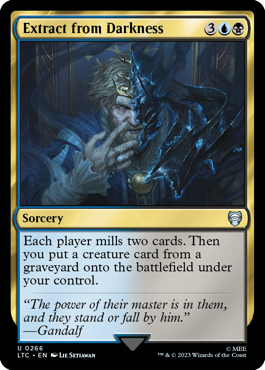 Extract from Darkness 3
Sorcery
Each player mills two cards. Then
you put a creature card from a
graveyard onto the battlefield under
your control.
“The power of their master is in them,
and they stand or fall by him.”
—Gandalf
U 0266 © MEE
LTC • EN Lie Setiawan ™ & © 2023 Wizards of the Coast